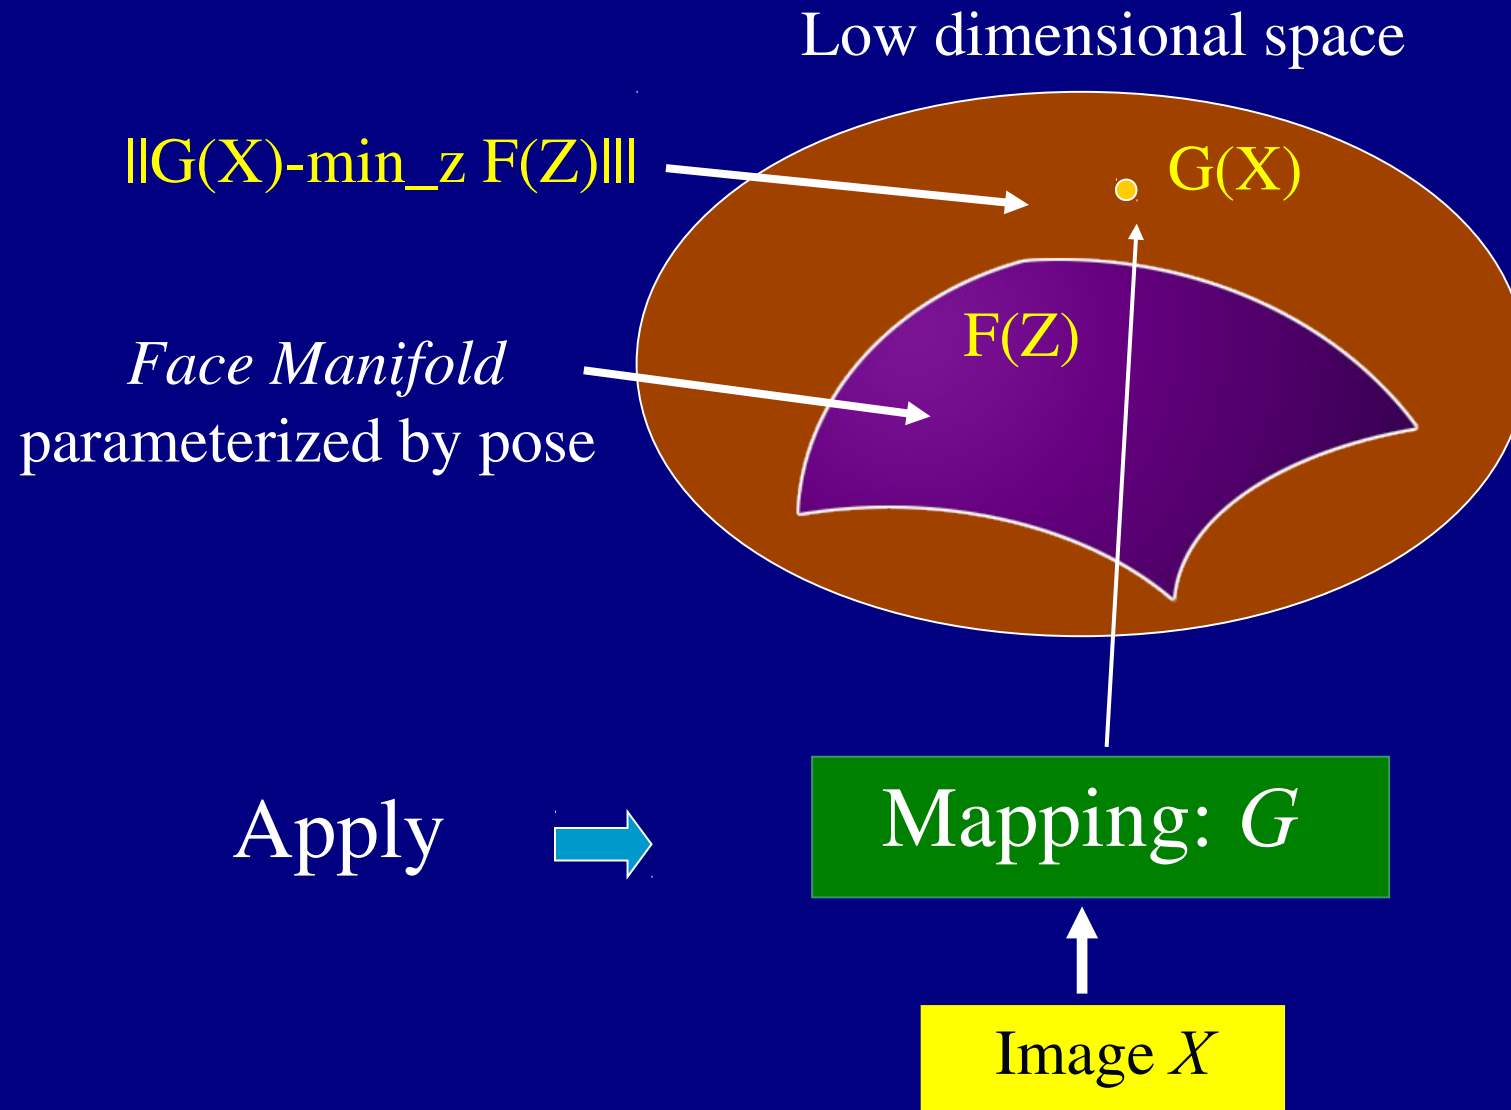 Low dimensional space
||G(X)-min_z F(Z)|||
G(X)
F(Z)
Face Manifold
parameterized by pose
Apply
Mapping: G
Image X